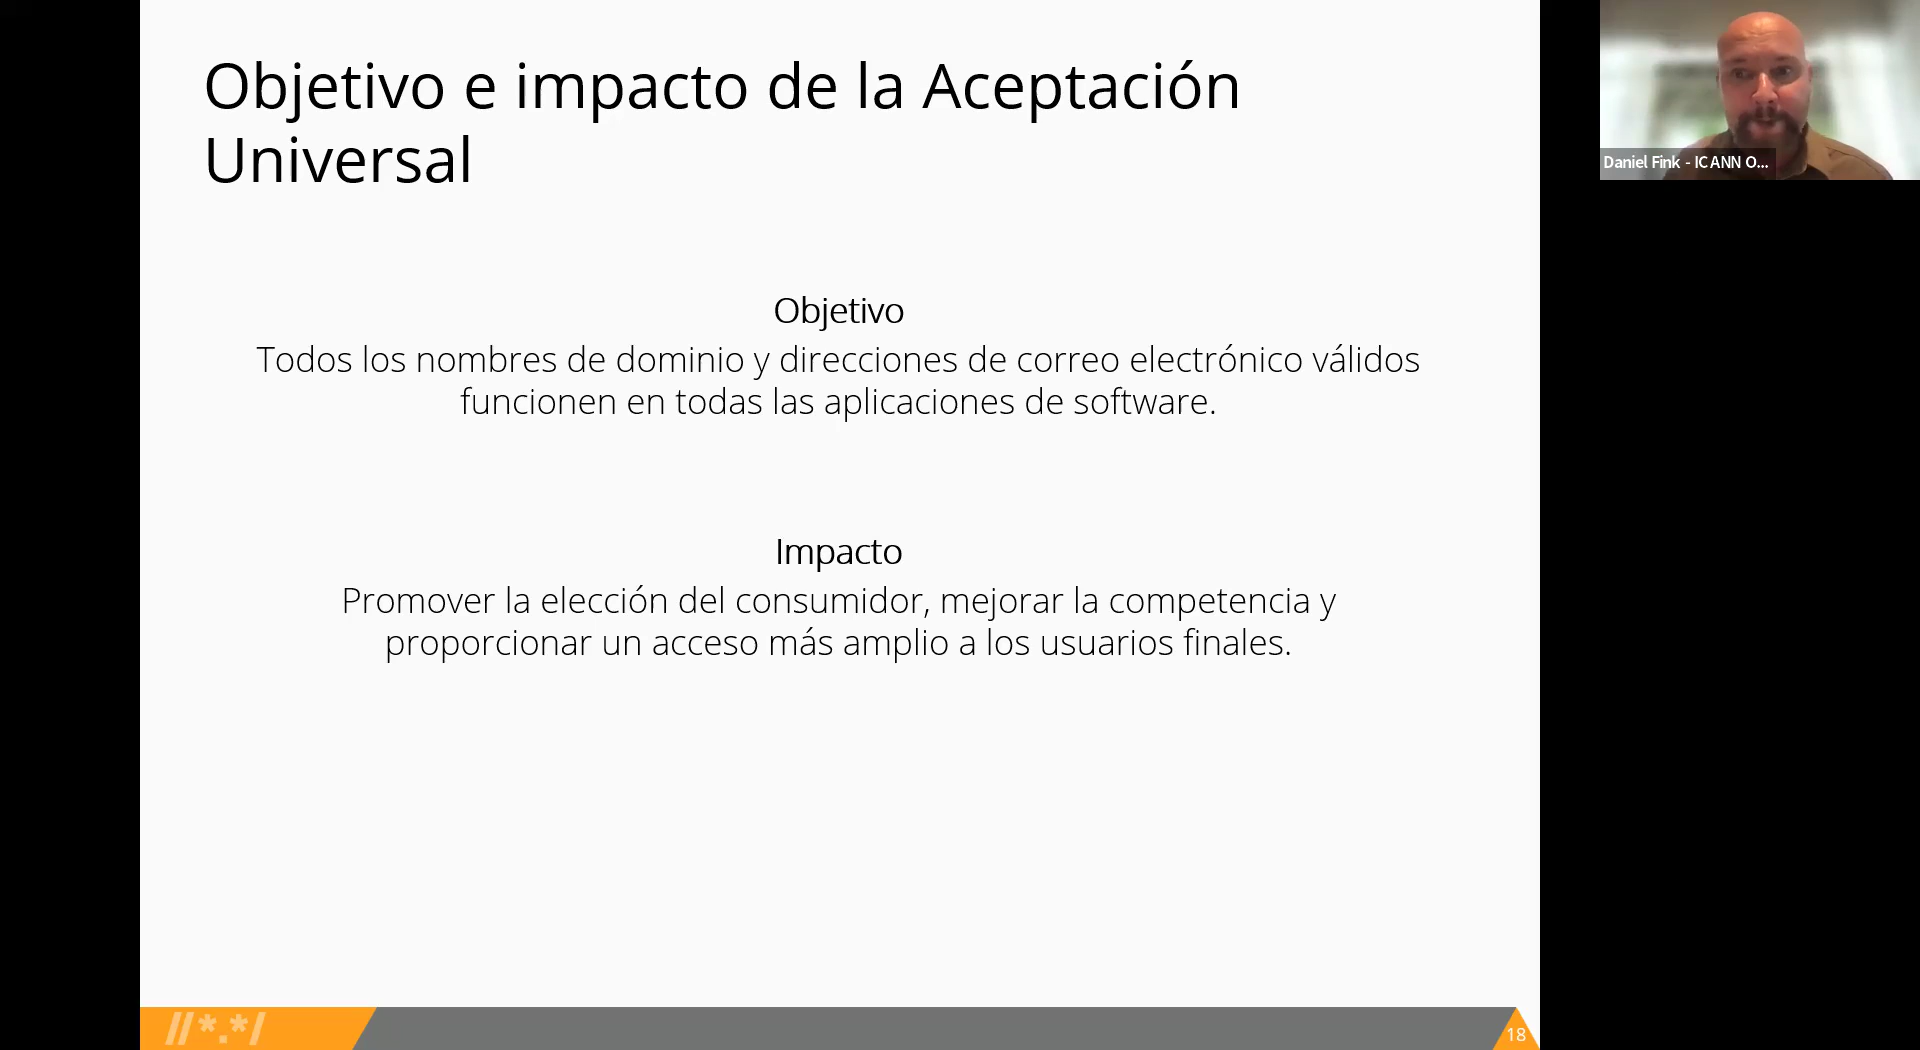 Objetivo e impacto de la Aceptación
Universal
Objetivo
Todos los nombres de dominio y direcciones de correo electrónico válidos
funcionen en todas las aplicaciones de software.
Impacto
Promover la elección del consumidor, mejorar la competencia y
proporcionar un acceso más amplio a los usuarios finales.
//*.*/
18
Daniel Fink - ICANN O...